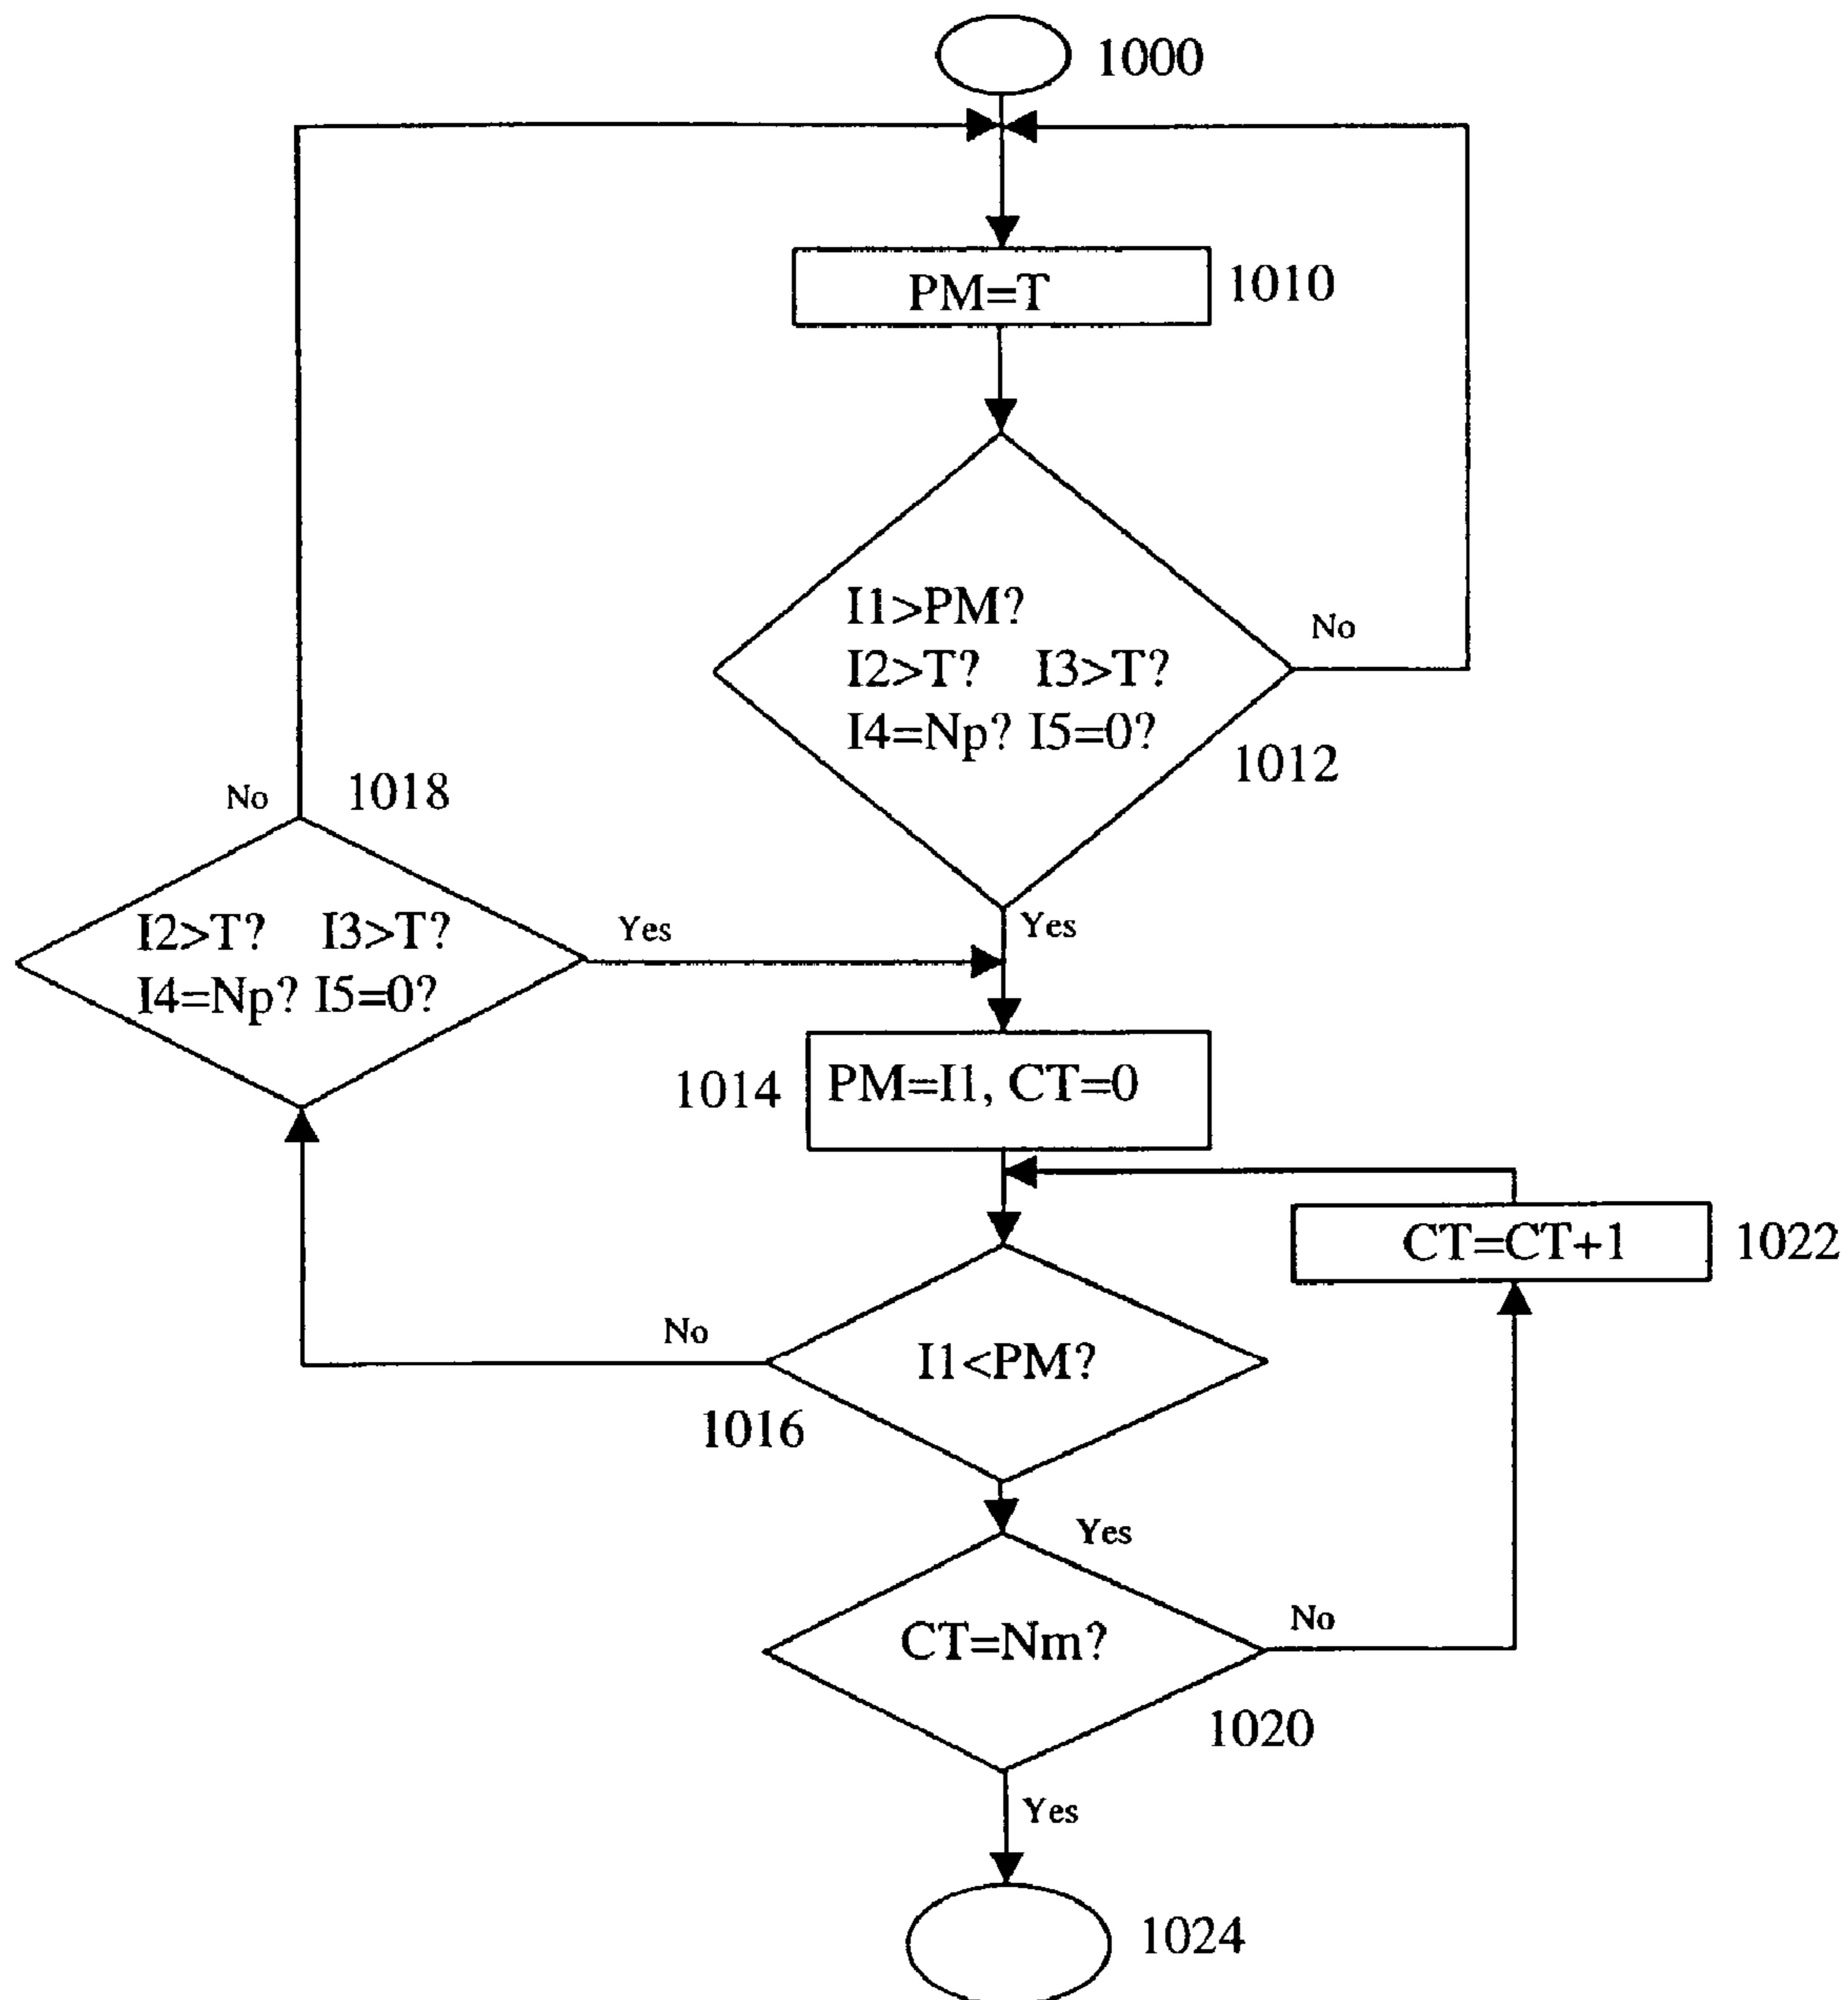 1000
PM=T
1010
I1>PM?
I2>T? I3>T?
I4=Np? I5=0?
No
1012
Yes
No
1018
I2>T? I3>T?
I4=Np? I5=0?
Yes
1014
PM=I1, CT=0
CT=CT+1
1022
No
I1<PM?
1016
Yes
CT=Nm?
No
1020
Yes
1024